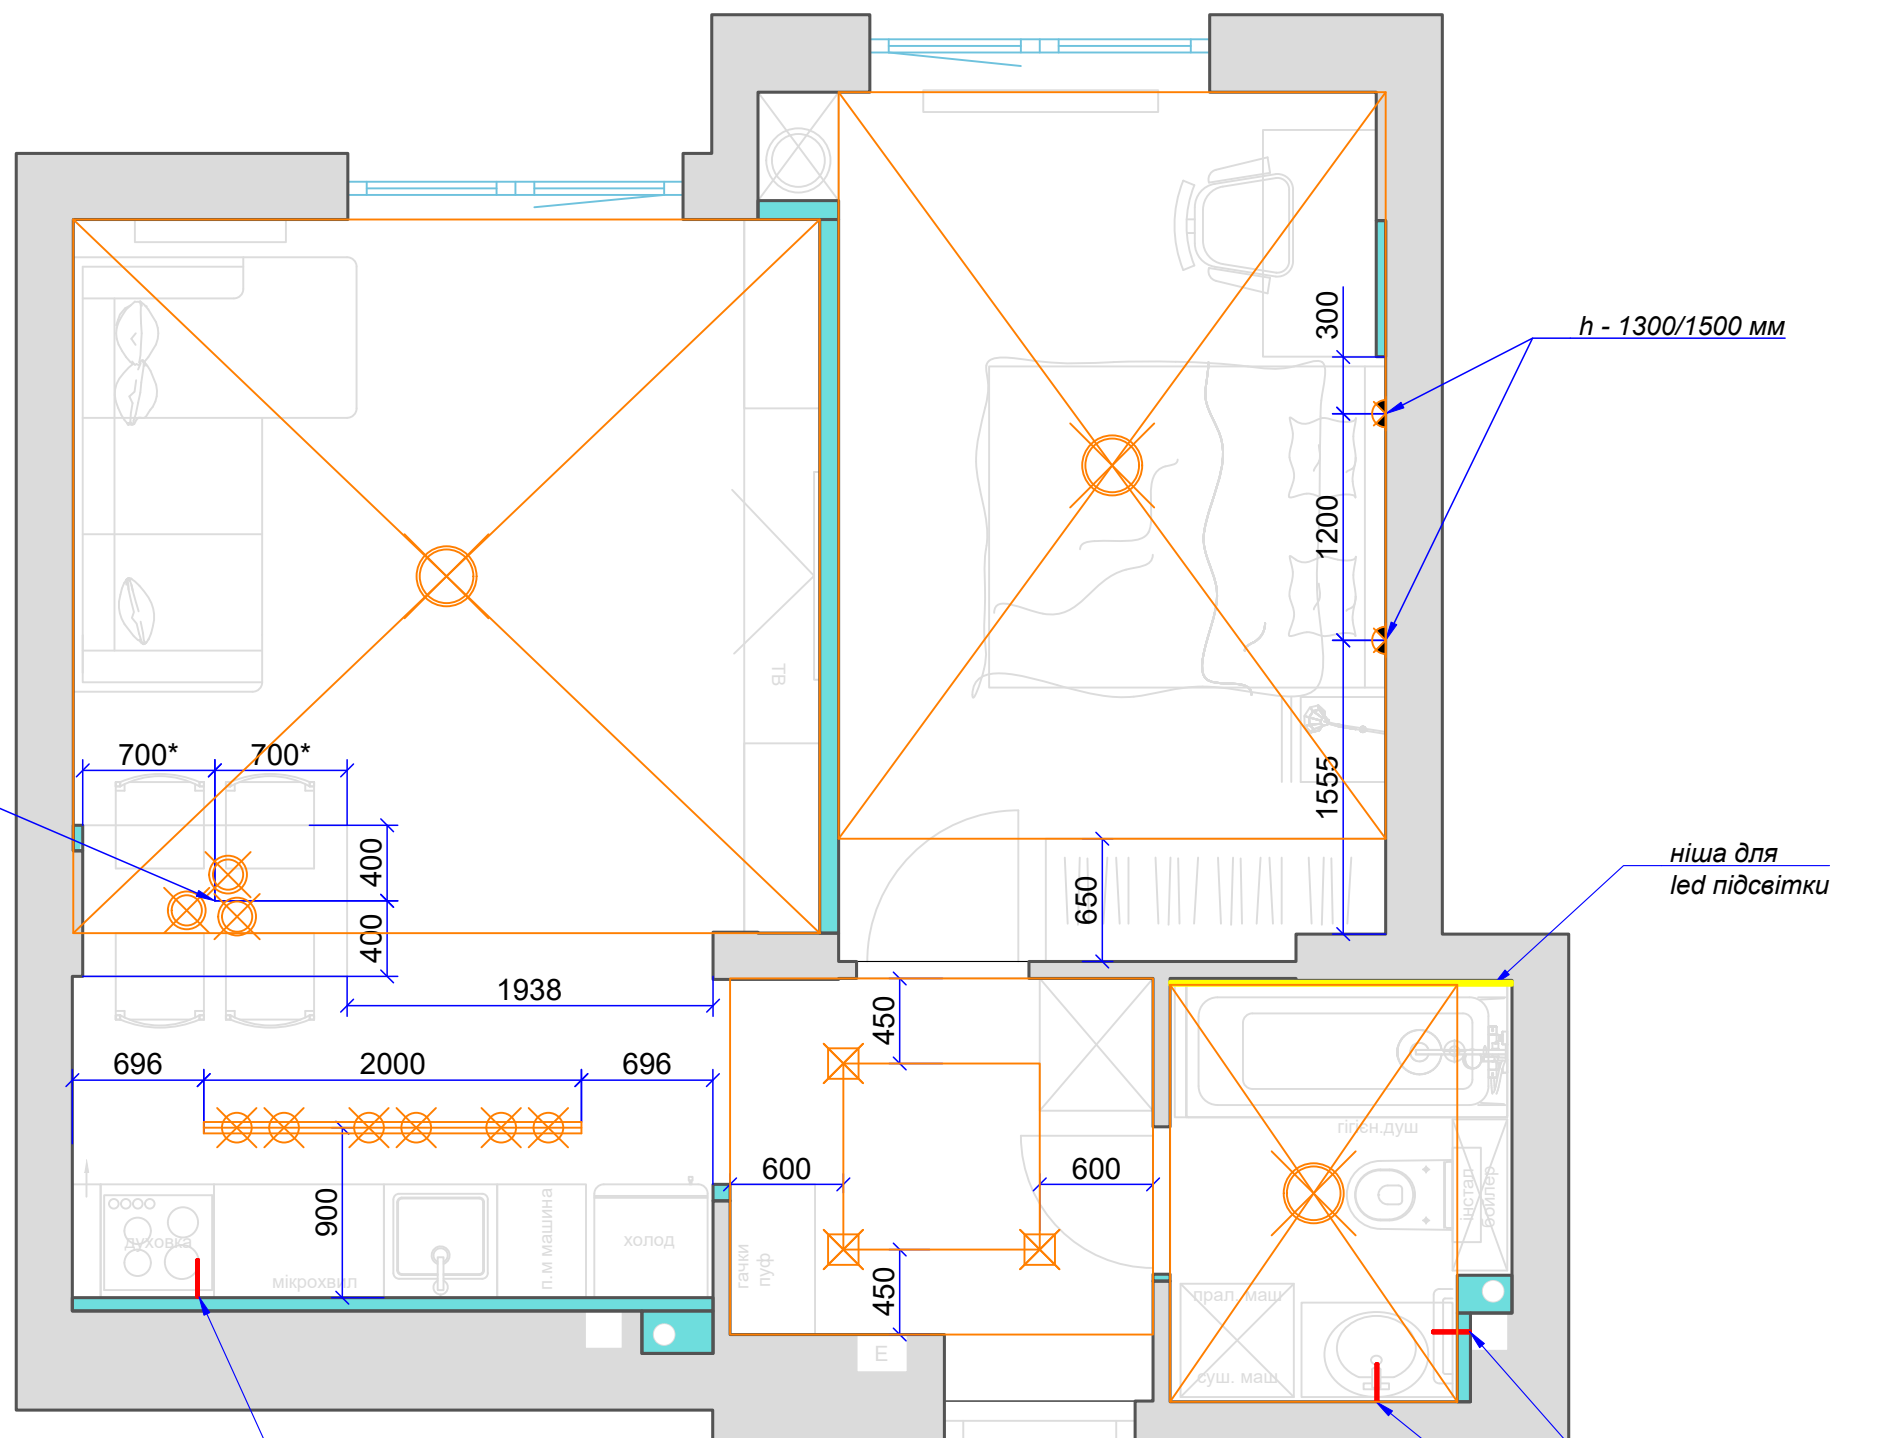 300
h - 1300/1500 мм
1200
ТВ
700*
700*
1555
400
ніша для
led підсвітки
650
400
1938
450
696
2000
696
гігієн.душ
600
600
інстал
бойлер
900
п.м машина
холод
духовка
мікрохвил
гачки
пуф
450
прал. маш
E
суш. маш